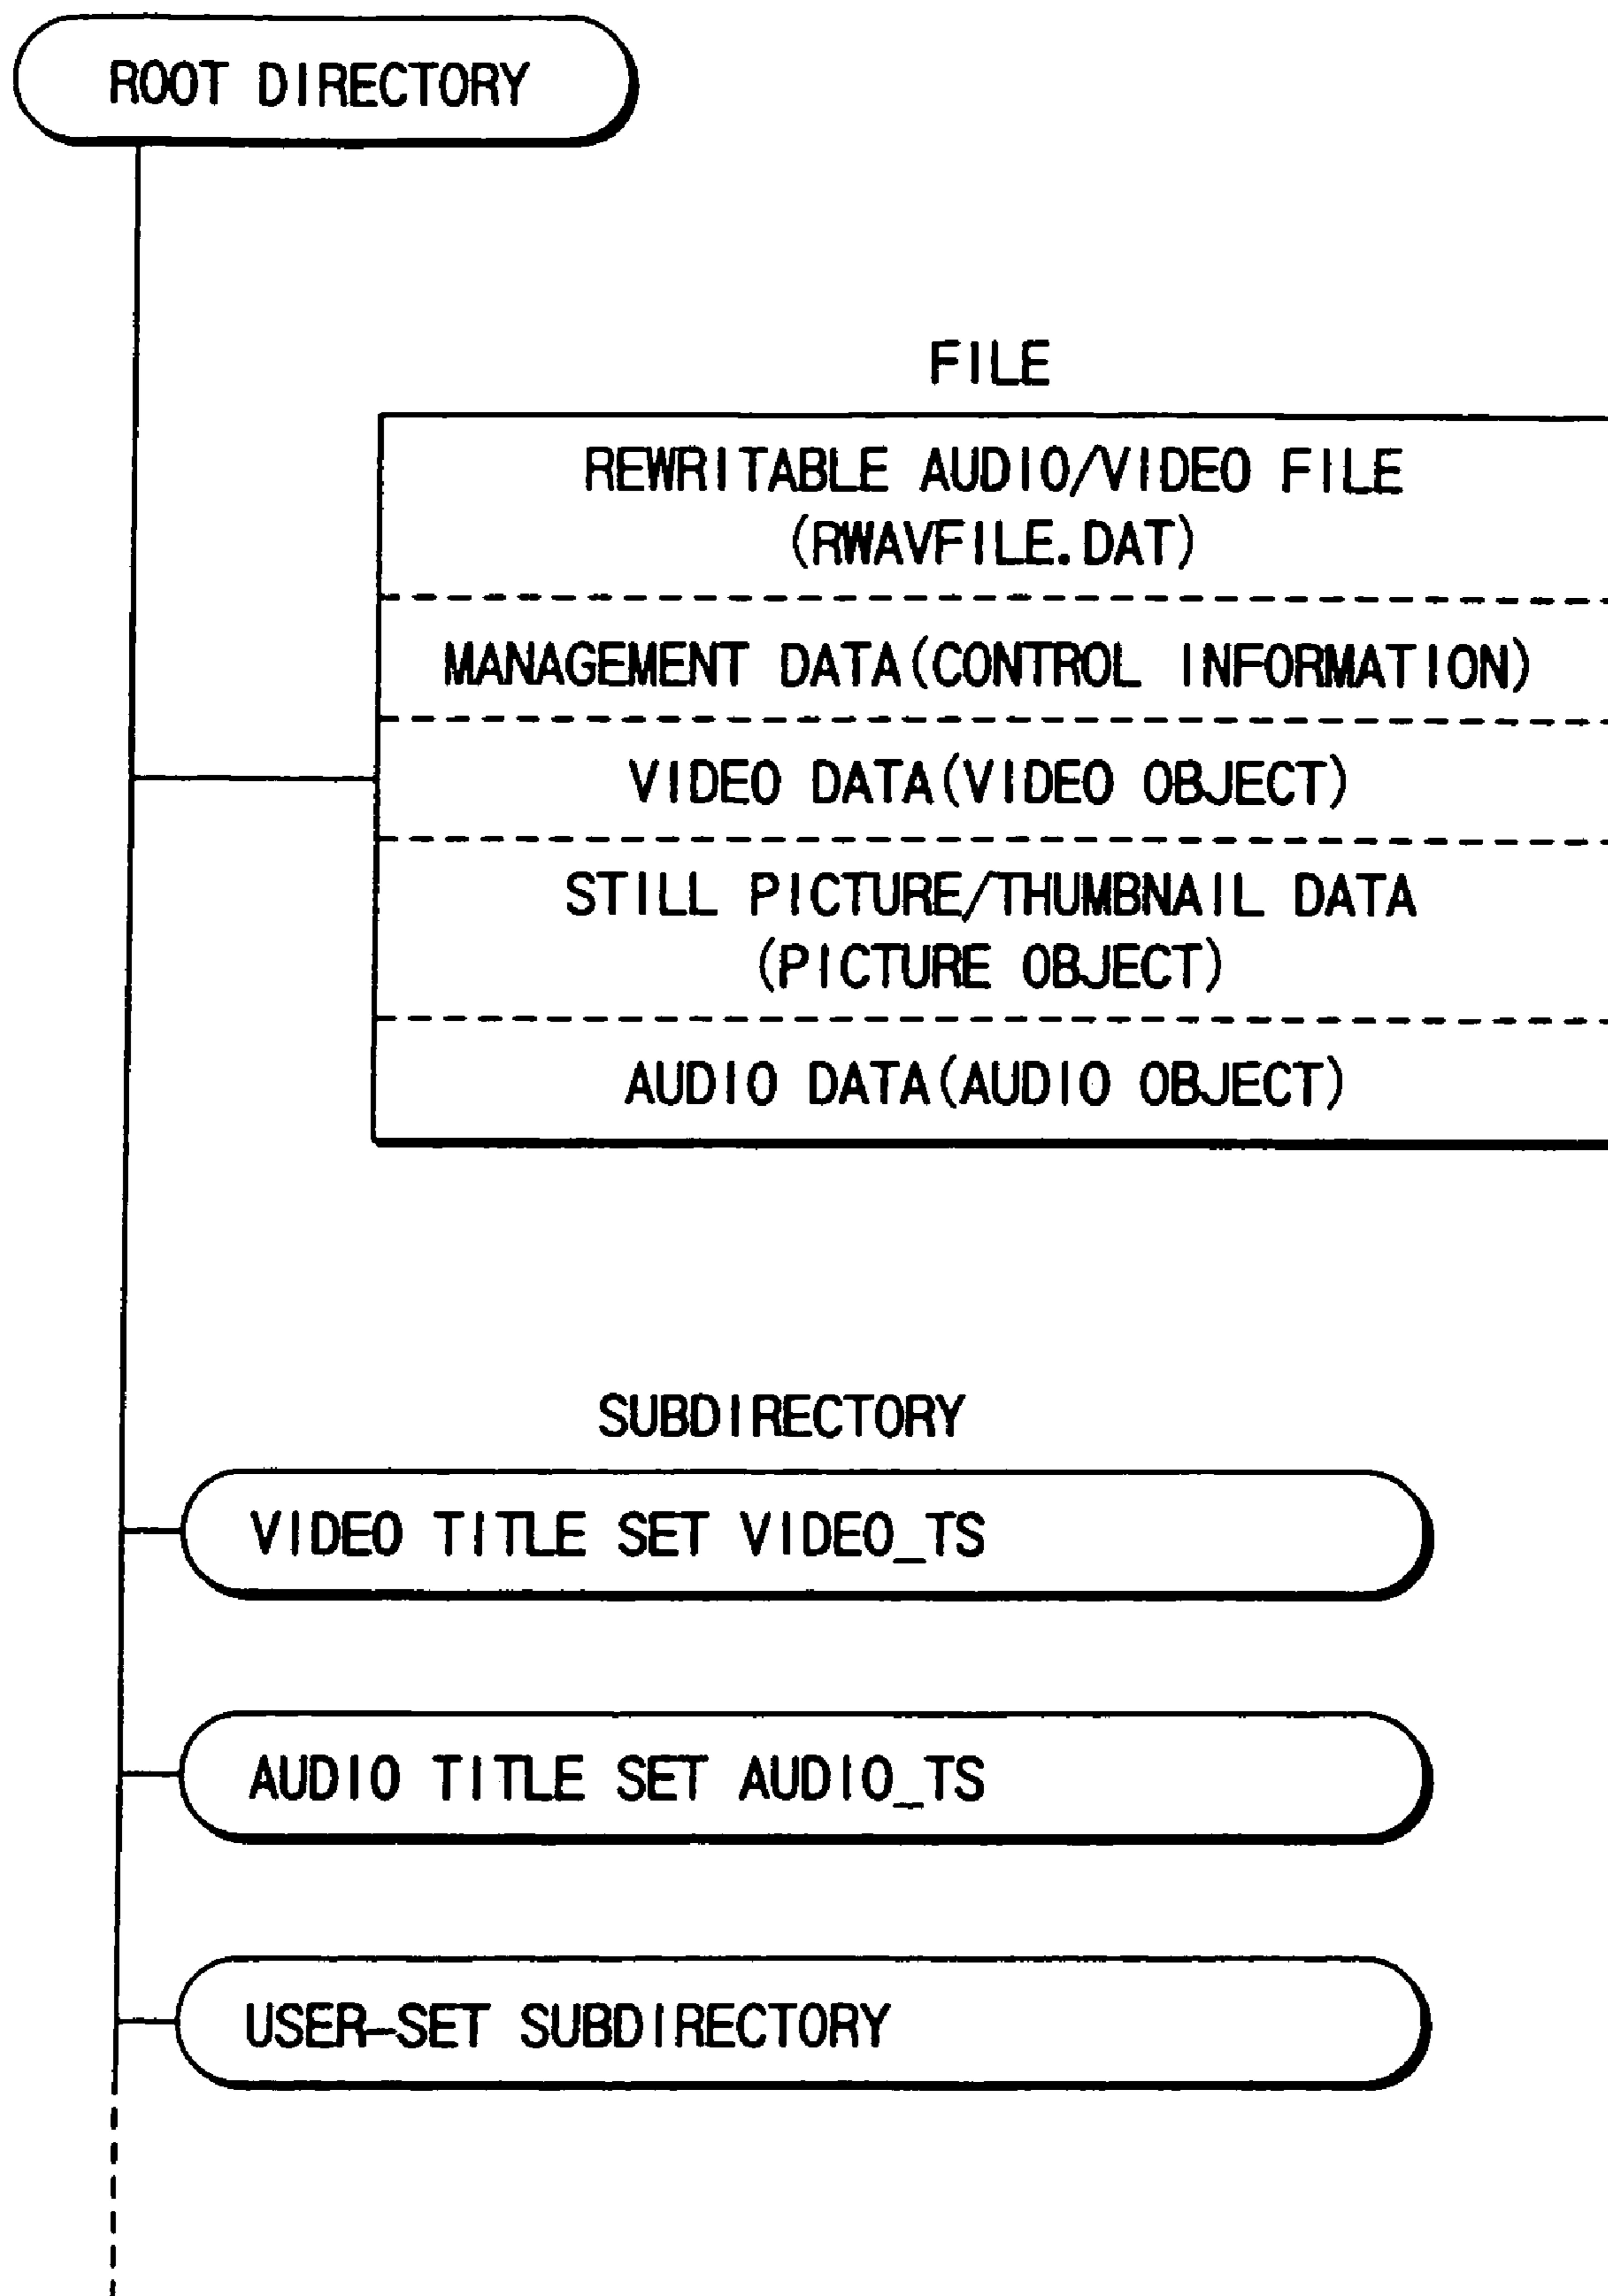 ROOT DIRECTORY
FILE
REWRITABLE AUDIO/VIDEO FILE
(RWAVFILE.DAT)
MANAGEMENT DATA(CONTROL INFORMATION)
VIDEO DATA(VIDEO OBJECT)
STILL PICTURE/THUMBNAIL DATA
(PICTURE OBJECT)
AUDIO DATA(AUDIO OBJECT)
SUBDIRECTORY
VIDEO TITLE SET VIDEO_TS
AUDIO TITLE SET AUDIO_TS
USER-SET SUBDIRECTORY